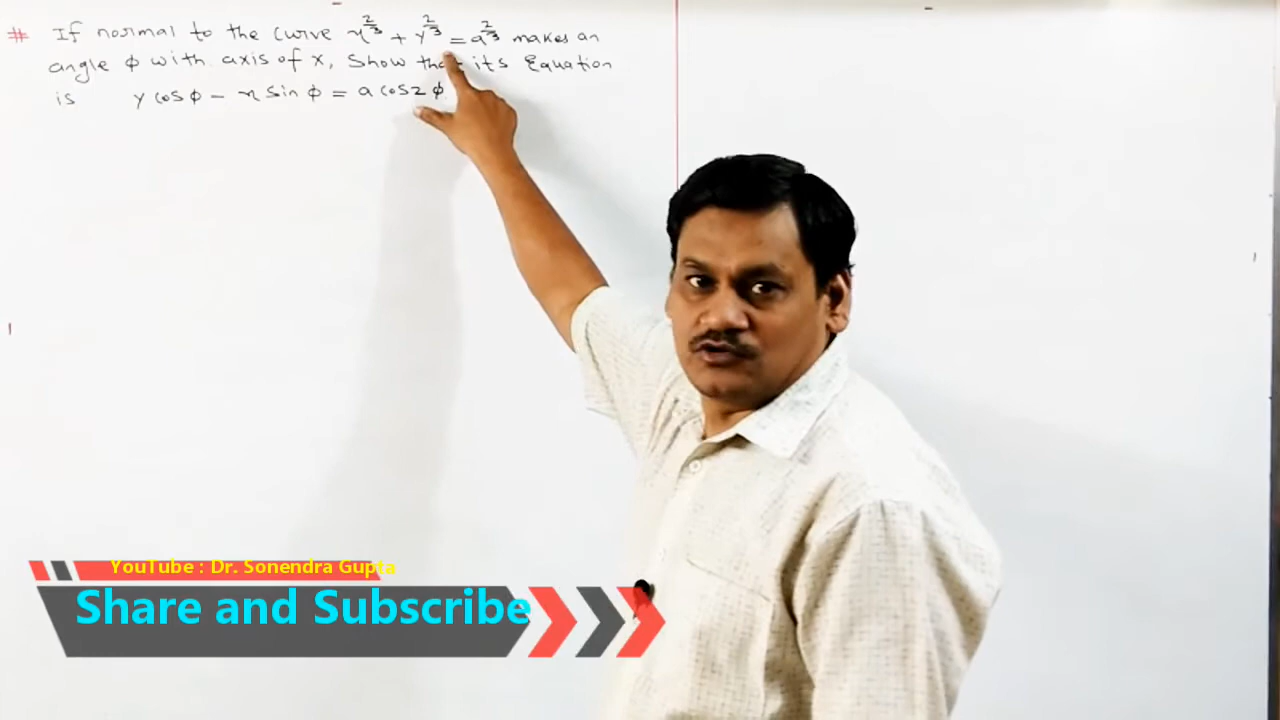 # If normal to the curve x^{2/3} + y^{2/3} = a^{2/3} makes an
angle φ with axis of x, Show that its Equation
is y cos φ - x sin φ = a cos 2 φ
YouTube : Dr. Sonendra Gupta
Share and Subscribe